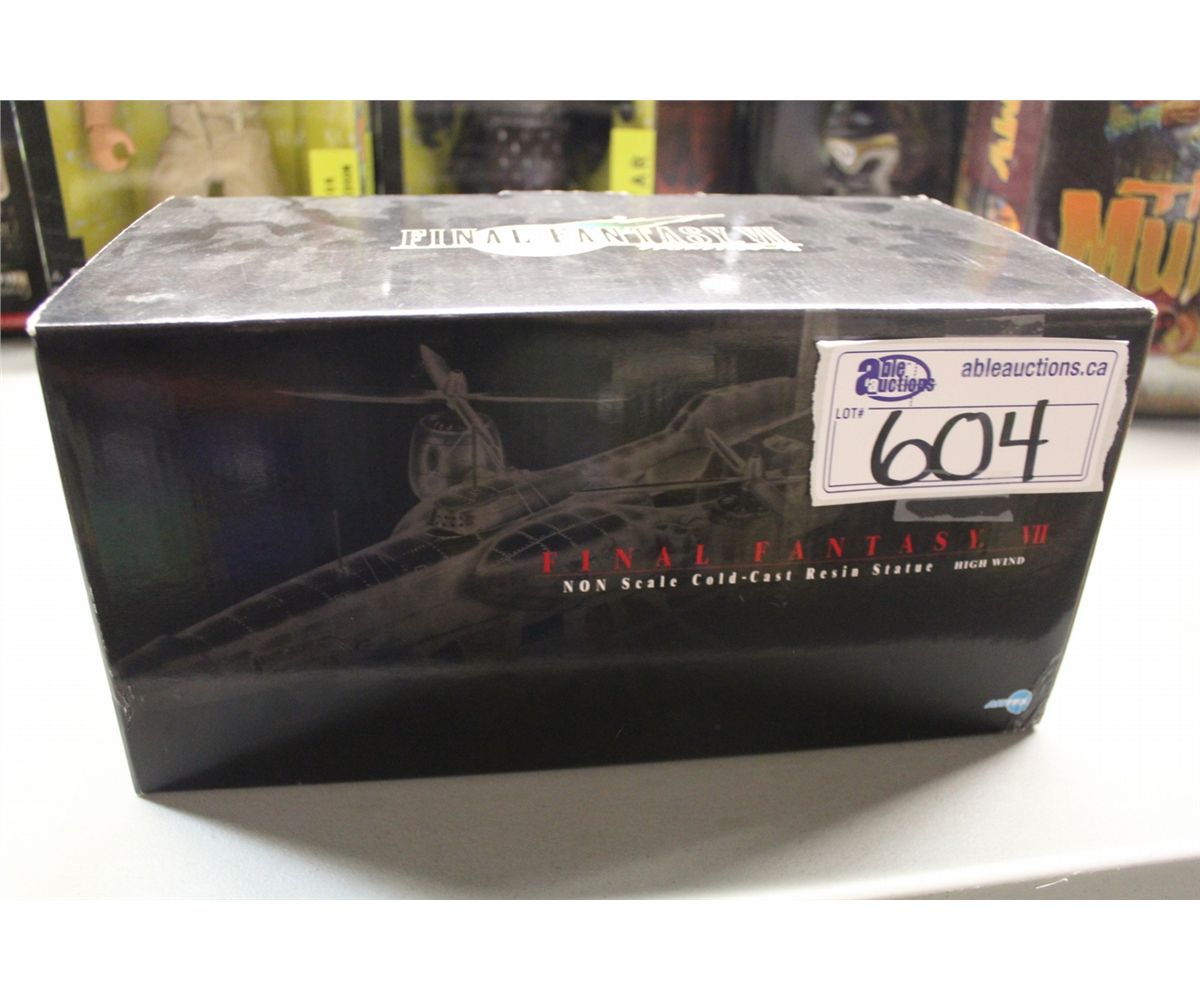 FINAL FANTASY VII
able auctions
ableauctions.ca
LOT#
604
FINAL FANTASY VII
NON Scale Cold-Cast Resin Statue HIGH WIND